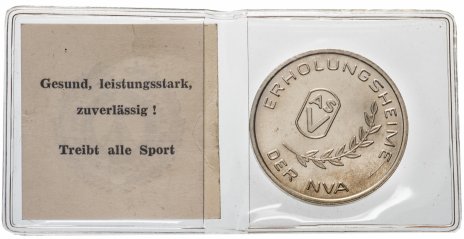 Gesund, leistungsstark,
zuverlässig !
Treibt alle Sport
ERHOLUNGSHEIME
ASV
DER NVA